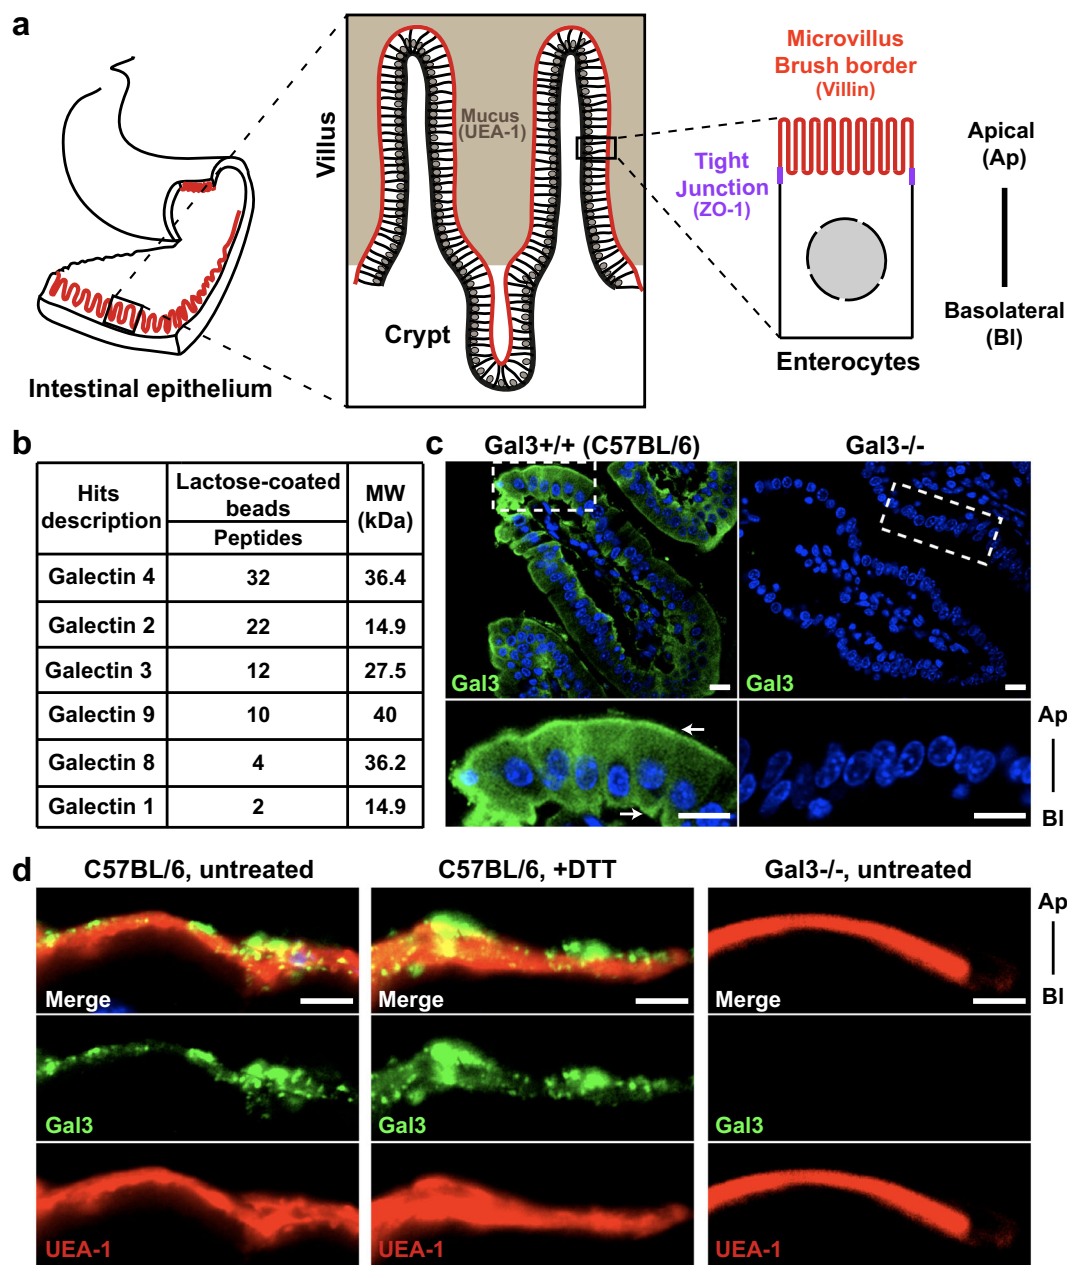 a
Villus
Mucus
(UEA-1)
Crypt
Intestinal epithelium
Microvillus
Brush border
(Villin)
Tight
Junction
(ZO-1)
Enterocytes
Apical
(Ap)
Basolateral
(Bl)
b
Hits description
Lactose-coated beads
MW (kDa)
Peptides
Galectin 4 32 36.4
Galectin 2 22 14.9
Galectin 3 12 27.5
Galectin 9 10 40
Galectin 8 4 36.2
Galectin 1 2 14.9
c
Gal3+/+ (C57BL/6)
Gal3-/-
Gal3
Gal3
Ap
Bl
d
C57BL/6, untreated
C57BL/6, +DTT
Gal3-/-, untreated
Ap
Bl
Merge
Merge
Merge
Gal3
Gal3
Gal3
UEA-1
UEA-1
UEA-1